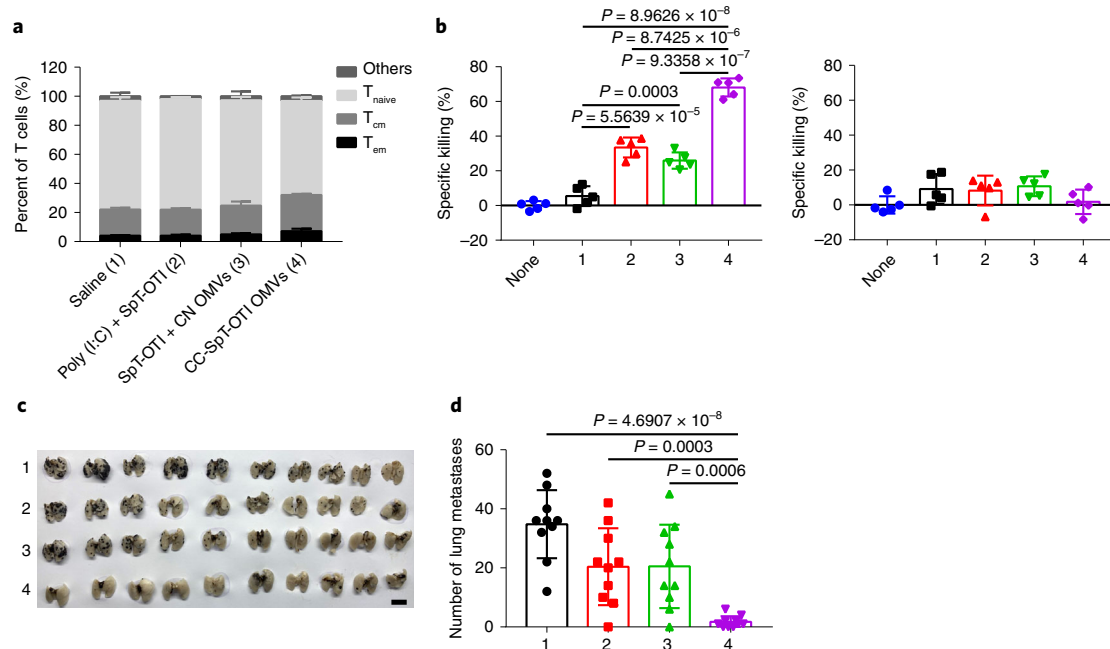 a
Percent of T cells (%)
120
100
80
60
40
20
0
Others
Tnaive
Tcm
Tem
Saline (1)
Poly (I:C) + SpT-OTI (2)
SpT-OTI + CN OMVs (3)
CC-SpT-OTI OMVs (4)
b
Specific killing (%)
80
60
40
20
0
–20
P = 8.9626 × 10⁻⁸
P = 8.7425 × 10⁻⁶
P = 9.3358 × 10⁻⁷
P = 0.0003
P = 5.5639 × 10⁻⁵
None 1 2 3 4
Specific killing (%)
80
60
40
20
0
–20
None 1 2 3 4
c
1
2
3
4
d
Number of lung metastases
60
40
20
0
P = 4.6907 × 10⁻⁸
P = 0.0003
P = 0.0006
1 2 3 4